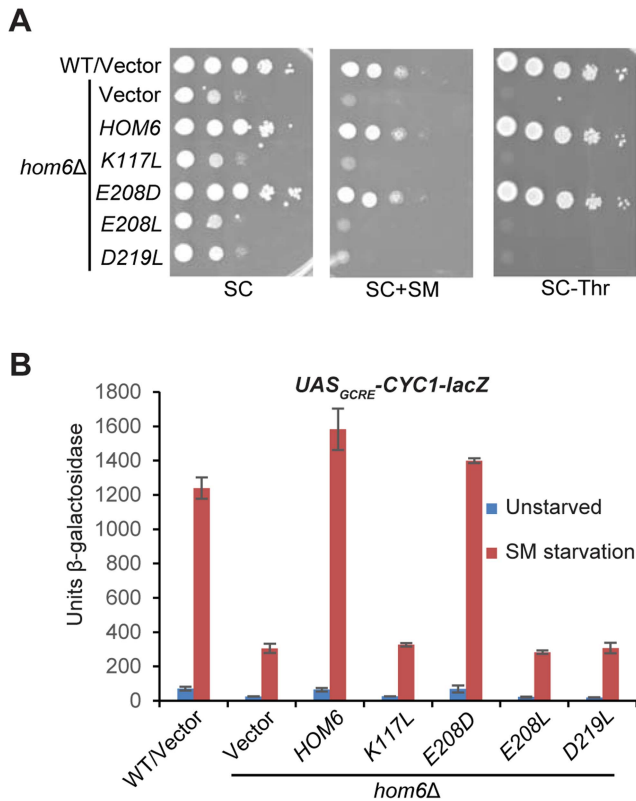 A
WT/Vector
Vector
HOM6
K117L
E208D
E208L
D219L
hom6Δ
SC
SC+SM
SC-Thr
B
UAS_GCRE-CYC1-lacZ
Units β-galactosidase
1800
1600
1400
1200
1000
800
600
400
200
0
Unstarved
SM starvation
WT/Vector
Vector
HOM6
K117L
E208D
E208L
D219L
hom6Δ